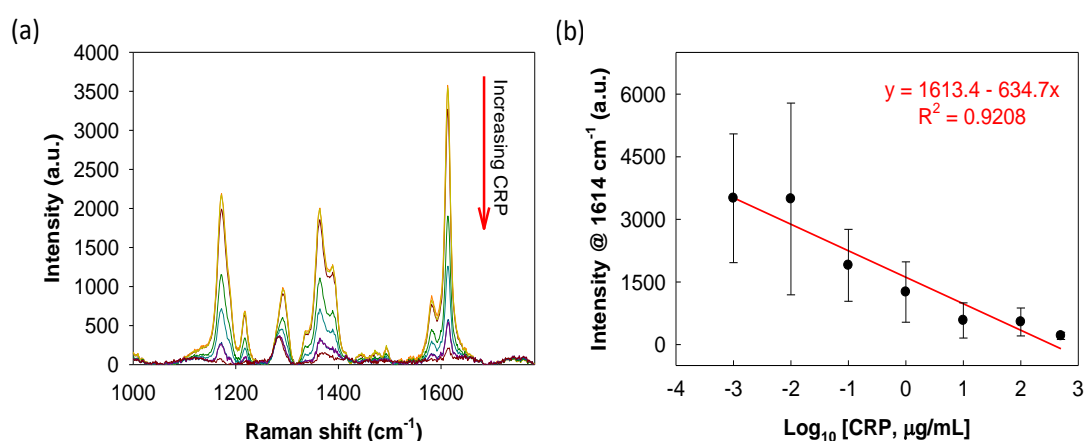 (a)
4000
3500
3000
2500
2000
1500
1000
500
0
1000
1200
1400
1600
Intensity (a.u.)
Raman shift (cm⁻¹)
Increasing CRP
(b)
6000
4500
3000
1500
0
-4
-3
-2
-1
0
1
2
3
Intensity @ 1614 cm⁻¹ (a.u.)
Log₁₀ [CRP, μg/mL]
y = 1613.4 - 634.7x
R² = 0.9208